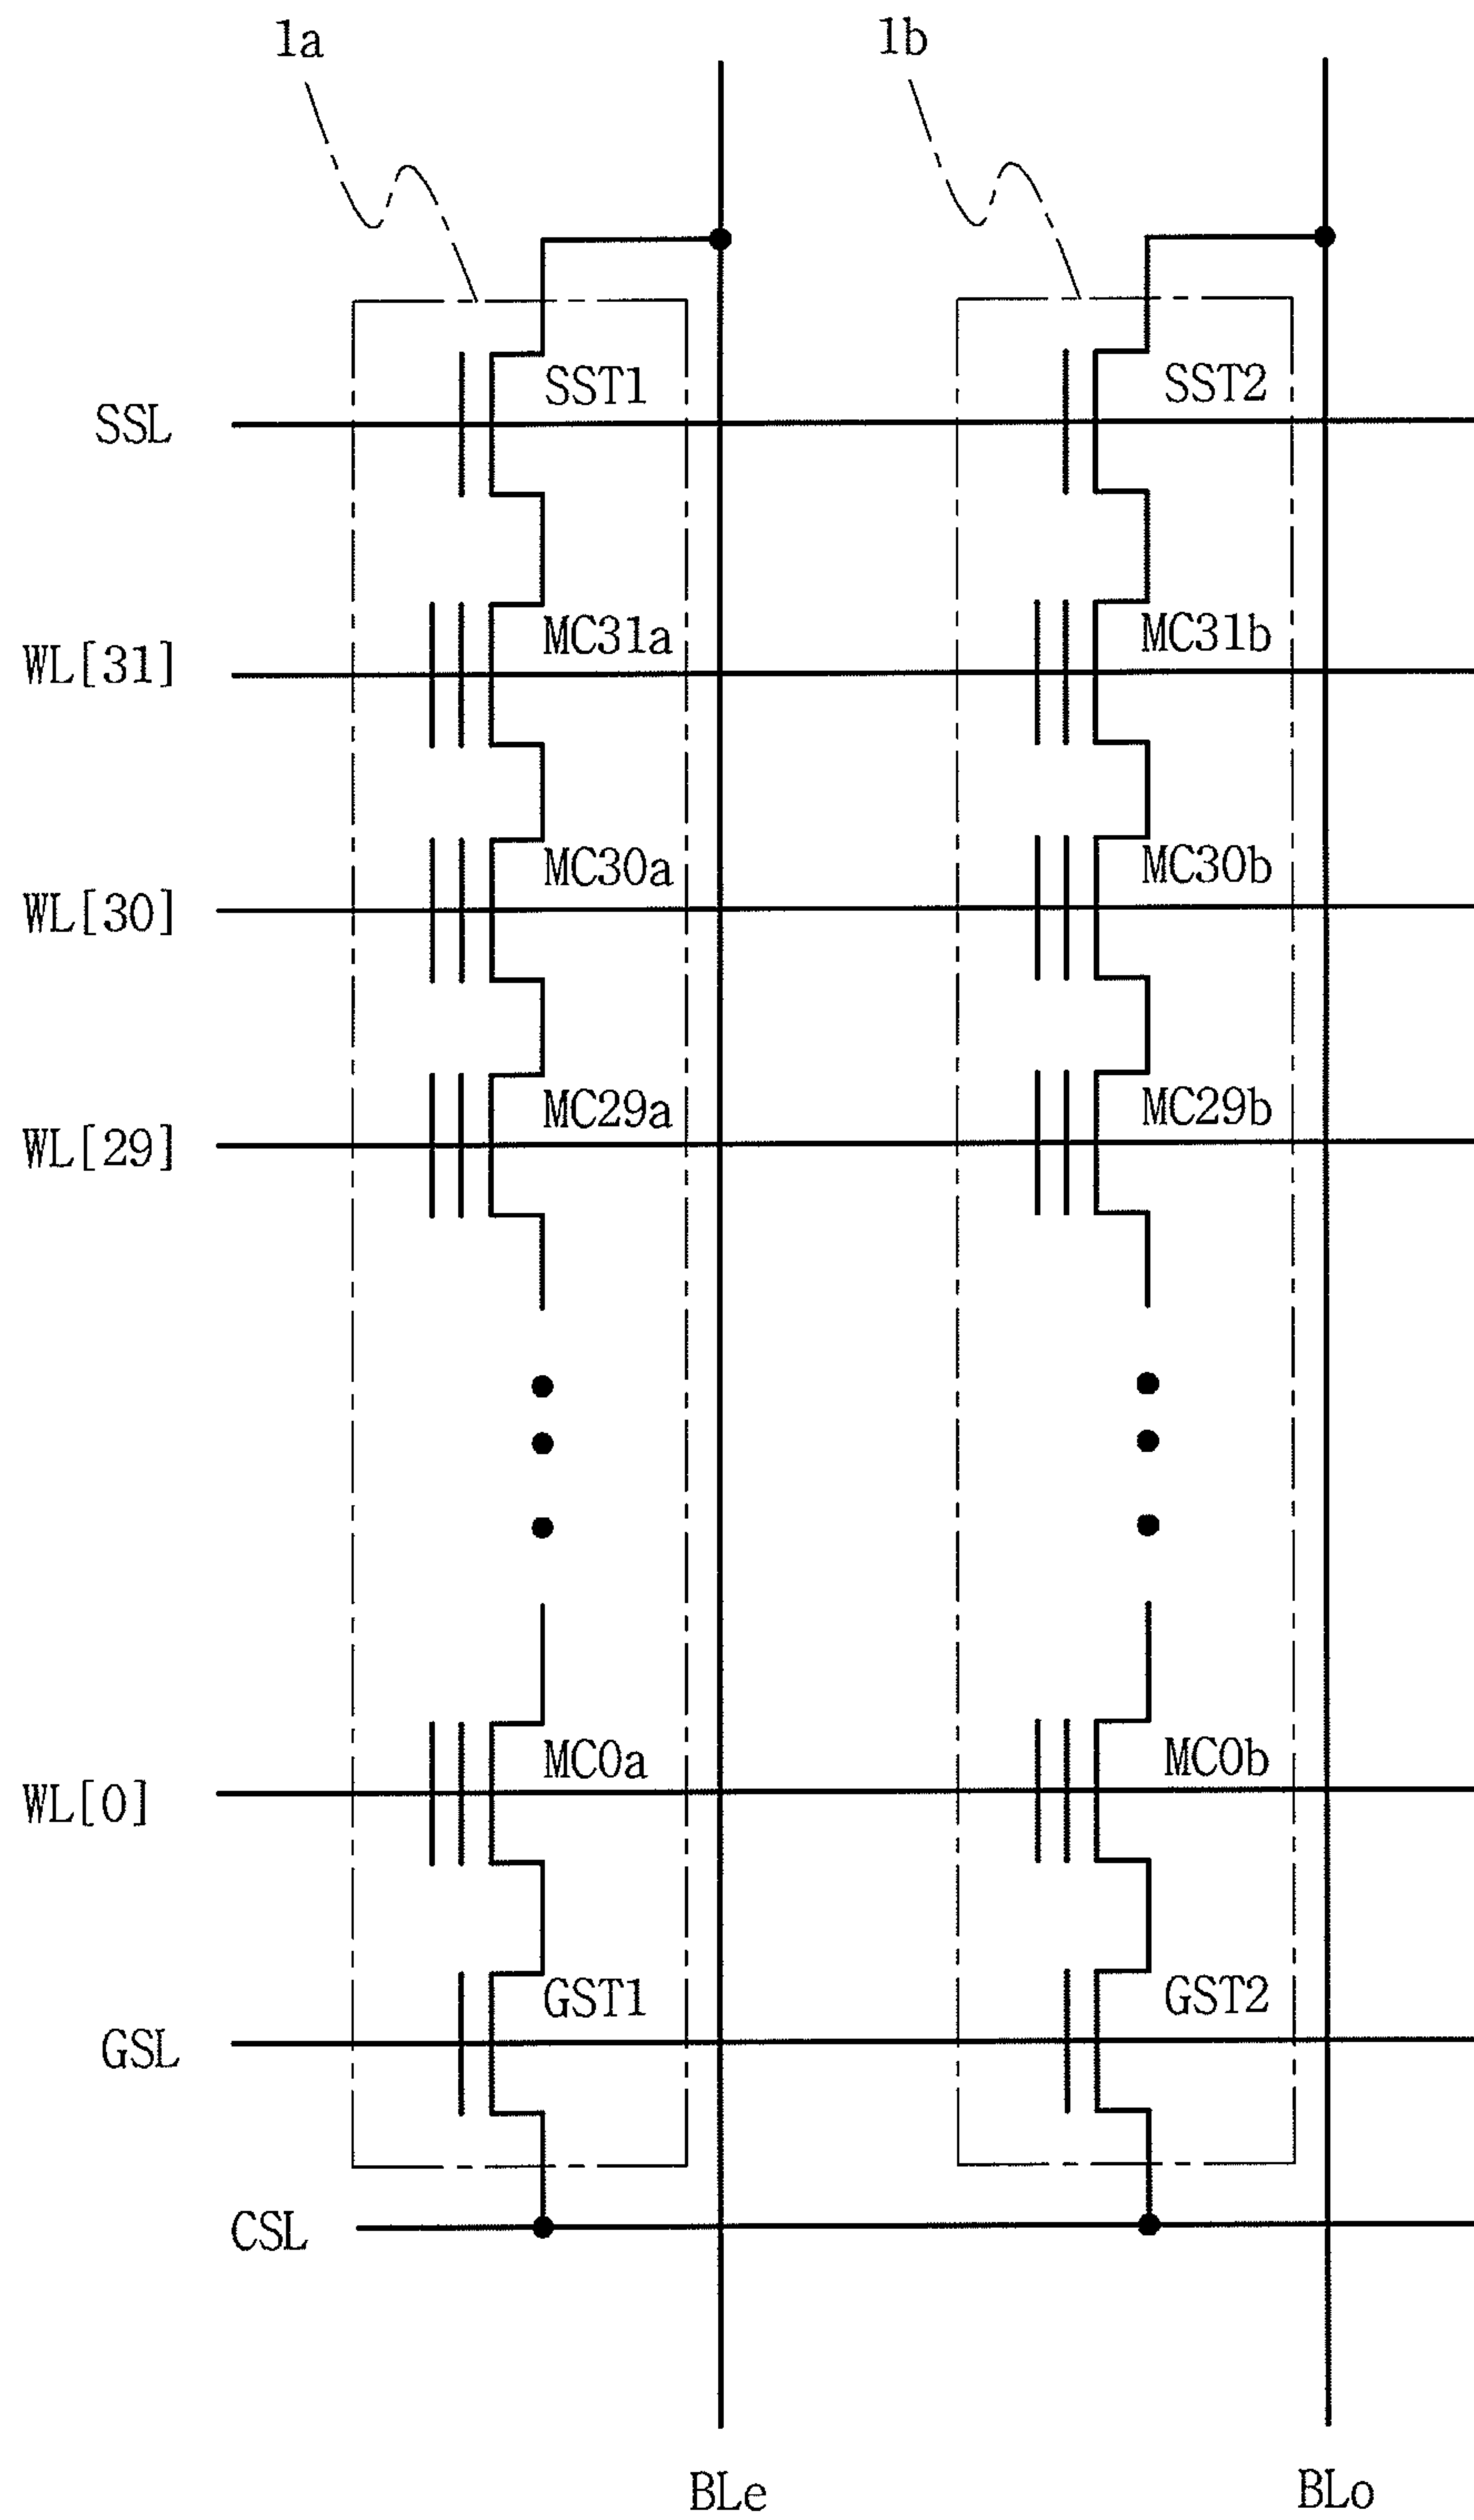 1a 1b
SSL SST1 SST2
WL[31] MC31a MC31b
WL[30] MC30a MC30b
WL[29] MC29a MC29b
WL[0] MC0a MC0b
GSL GST1 GST2
CSL
BLe BLo